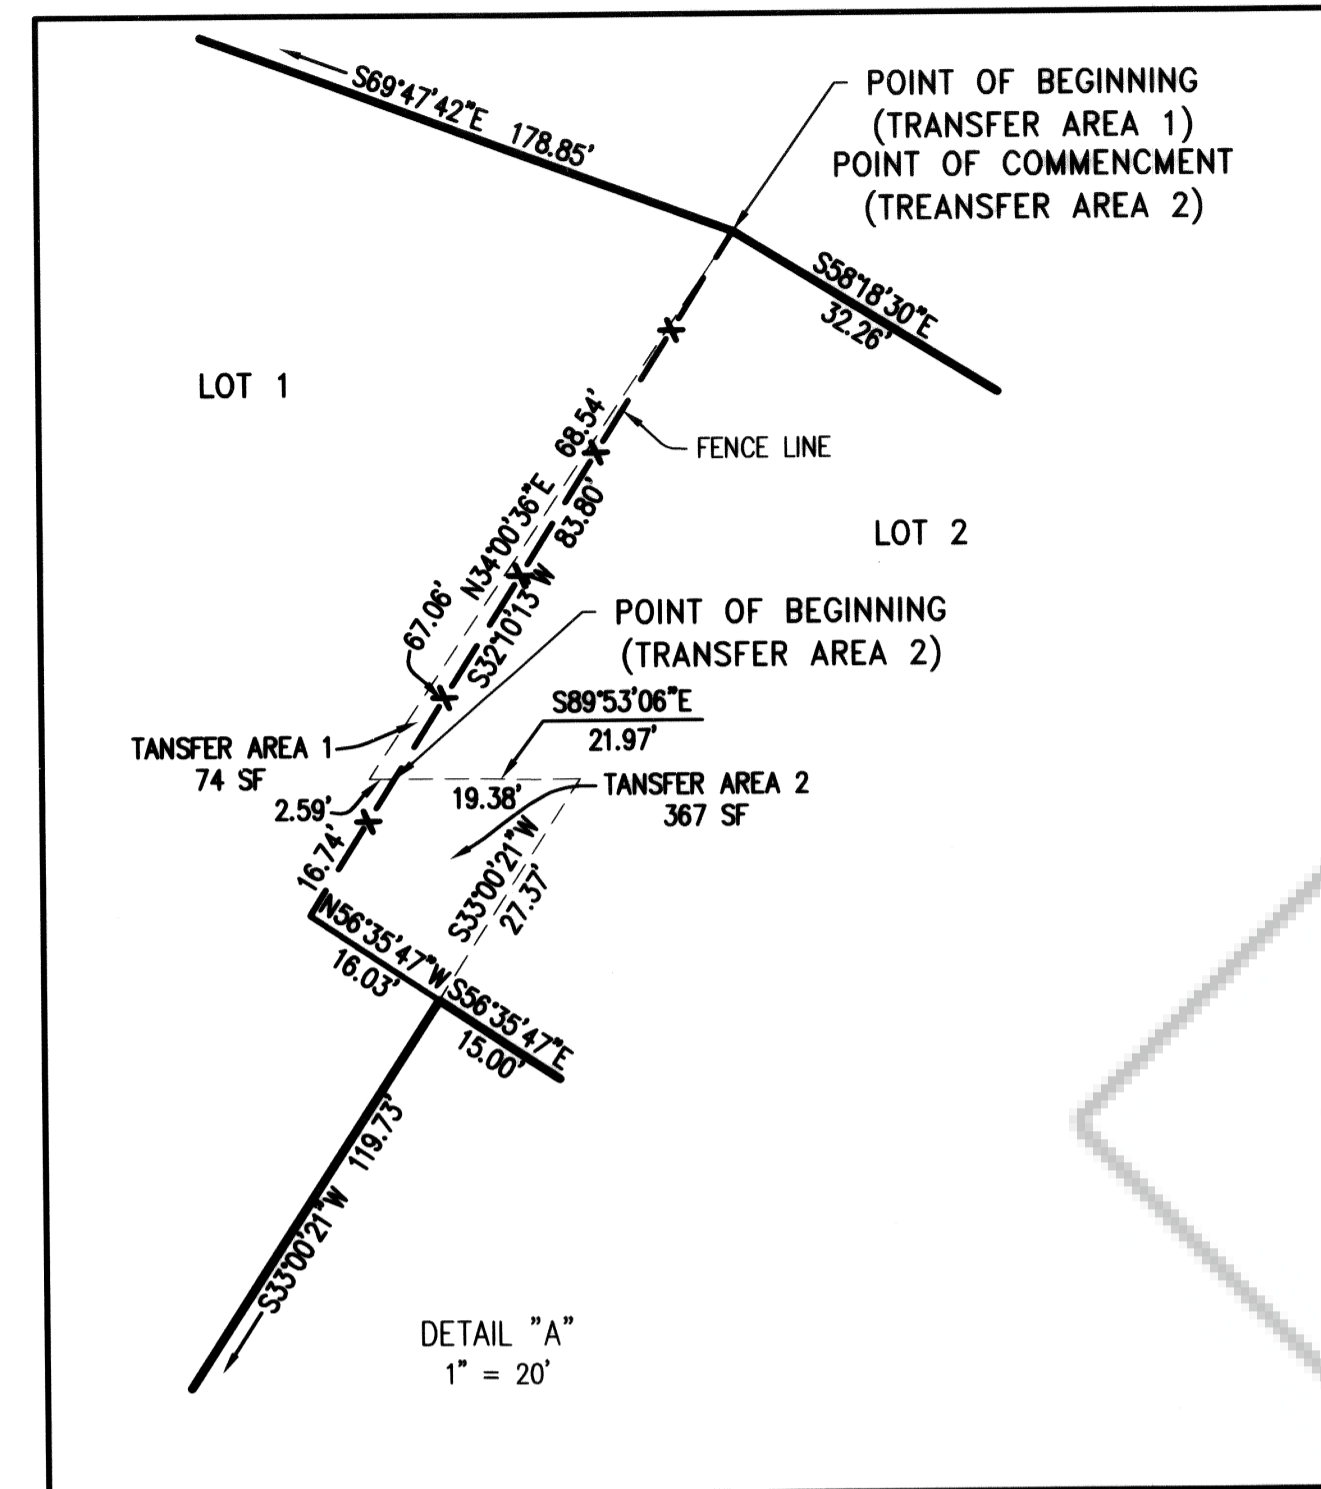 S69°47'42"E 178.85'
POINT OF BEGINNING
(TRANSFER AREA 1)
POINT OF COMMENCMENT
(TREANSFER AREA 2)
S58°18'30"E
32.26'
LOT 1
N34°00'36"E 68.54'
FENCE LINE
S32°10'13"W 83.80'
LOT 2
67.06'
POINT OF BEGINNING
(TRANSFER AREA 2)
S89°53'06"E
21.97'
TANSFER AREA 1
74 SF
2.59'
19.38'
TANSFER AREA 2
367 SF
16.74'
S33°00'21"W
27.37'
N56°35'47"W
16.03'
S56°35'47"E
15.00'
S33°00'21"W 119.73'
DETAIL "A"
1" = 20'